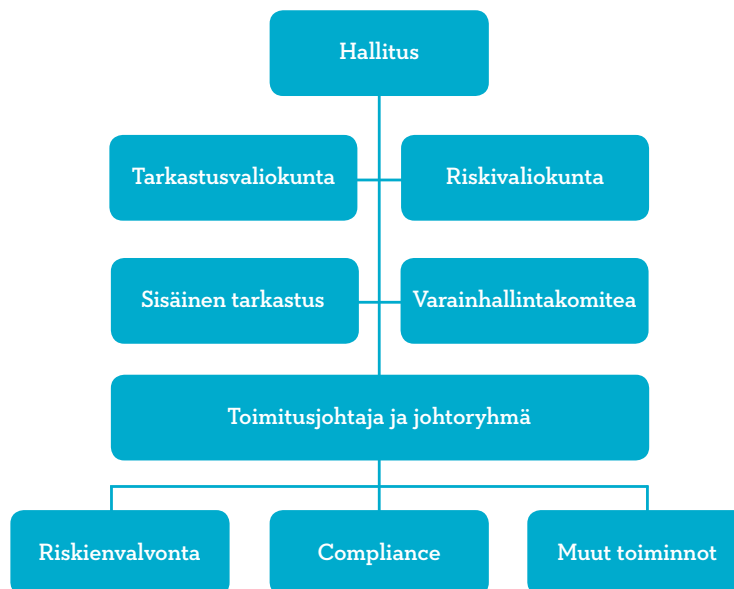 Hallitus
Tarkastusvaliokunta
Riskivaliokunta
Sisäinen tarkastus
Varainhallintakomitea
Toimitusjohtaja ja johtoryhmä
Riskienvalvonta
Compliance
Muut toiminnot